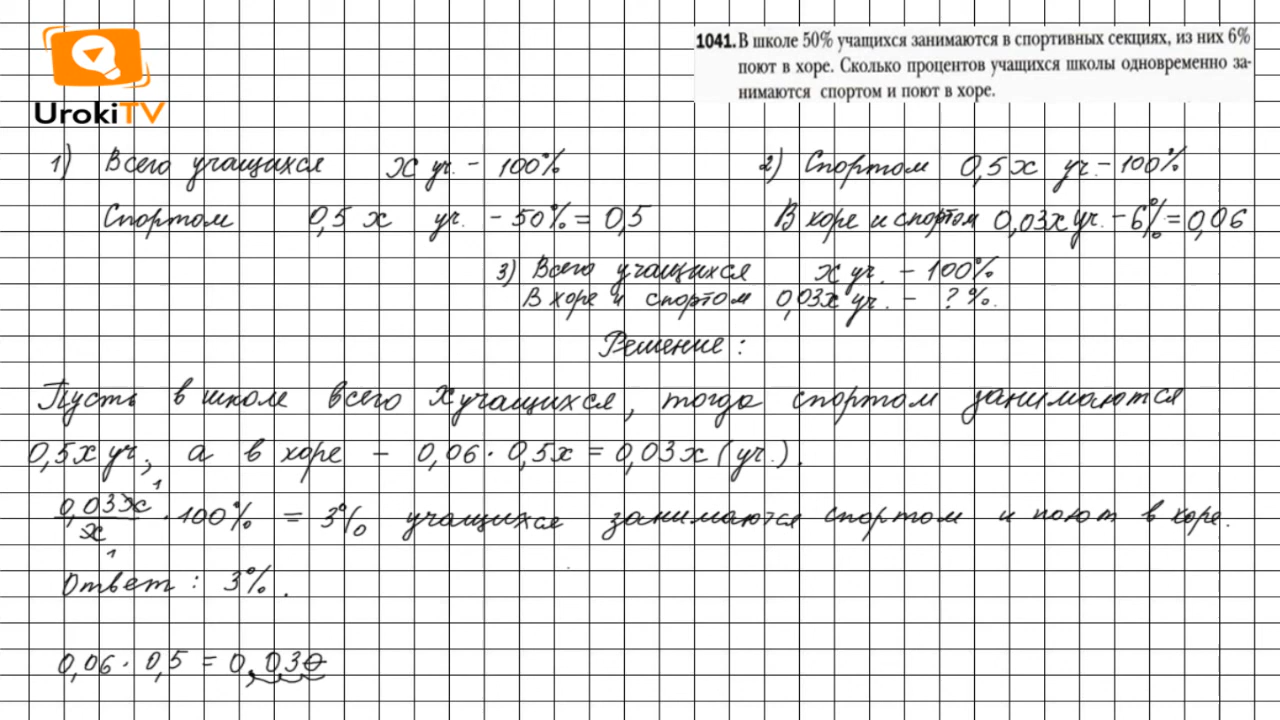 UrokiTV
1041. В школе 50% учащихся занимаются в спортивных секциях, из них 6%
поют в хоре. Сколько процентов учащихся школы одновременно за-
нимаются спортом и поют в хоре.
1) Всего учащихся x уч. - 100%
Спортом 0,5 x уч. - 50% = 0,5
2) Спортом 0,5x уч. - 100%
В хоре и спортом 0,03x уч. - 6% = 0,06
3) Всего учащихся x уч. - 100%
В хоре и спортом 0,03x уч. - ? %.
Решение:
Пусть в школе всего x учащихся, тогда спортом занимаются
0,5x уч., а в хоре - 0,06 · 0,5x = 0,03x (уч.).
0,03x̸ ¹ / x̸ ₁ · 100% = 3% учащихся занимаются спортом и поют в хоре.
Ответ: 3%.
0,06 · 0,5 = 0,030